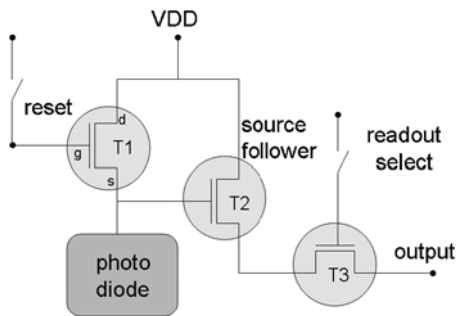 VDD
reset
d
g
T1
s
source
follower
T2
readout
select
T3
output
photo
diode